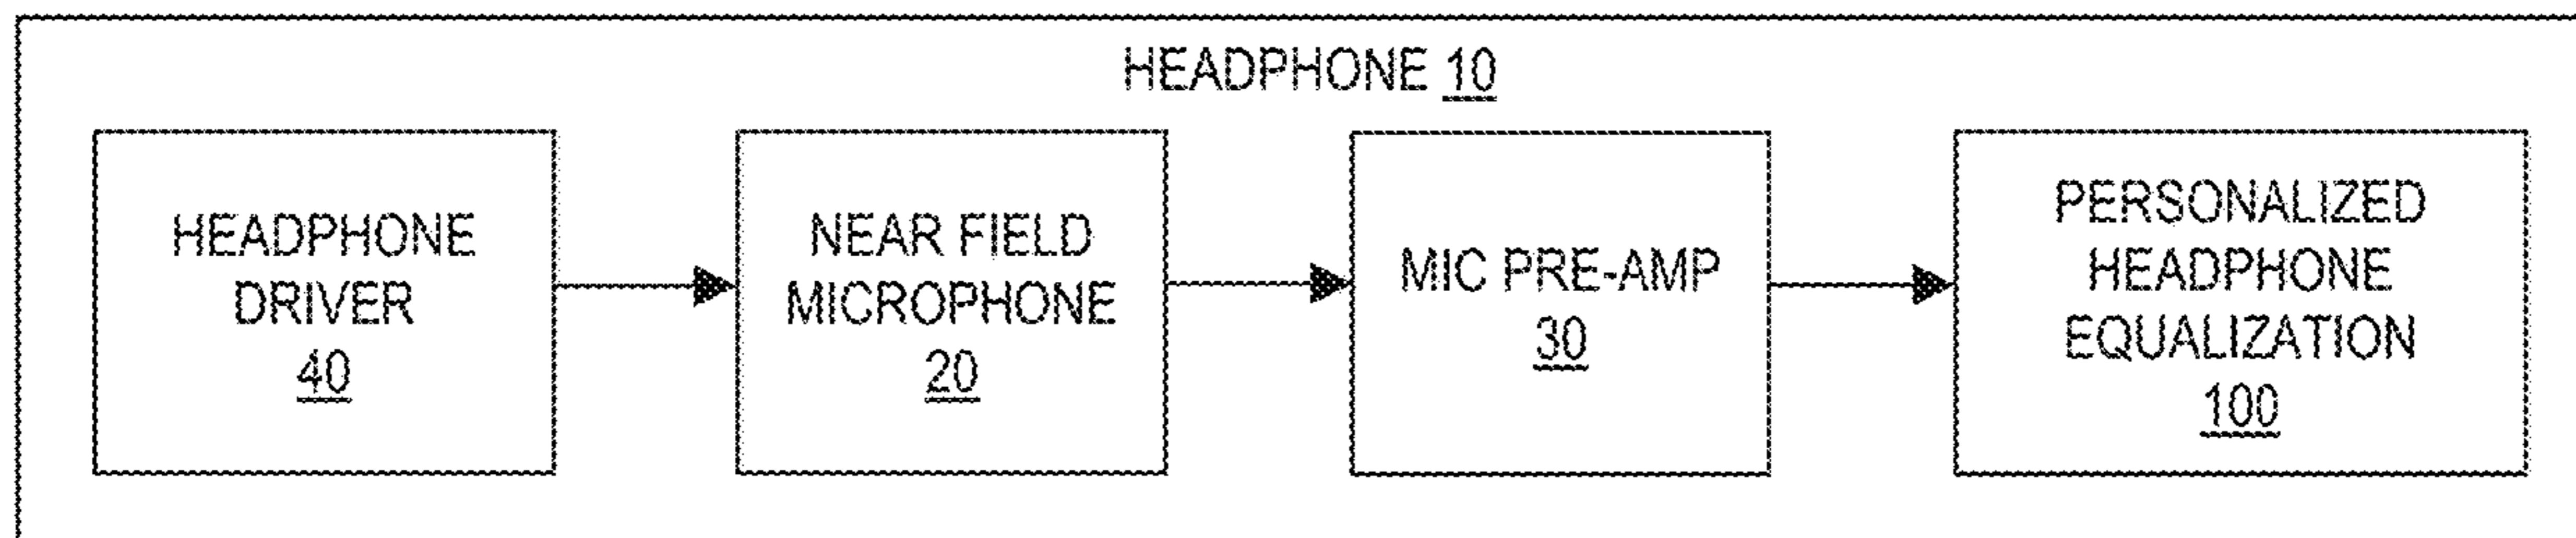 HEADPHONE 10
HEADPHONE
DRIVER
40
NEAR FIELD
MICROPHONE
20
MIC PRE-AMP
30
PERSONALIZED
HEADPHONE
EQUALIZATION
100